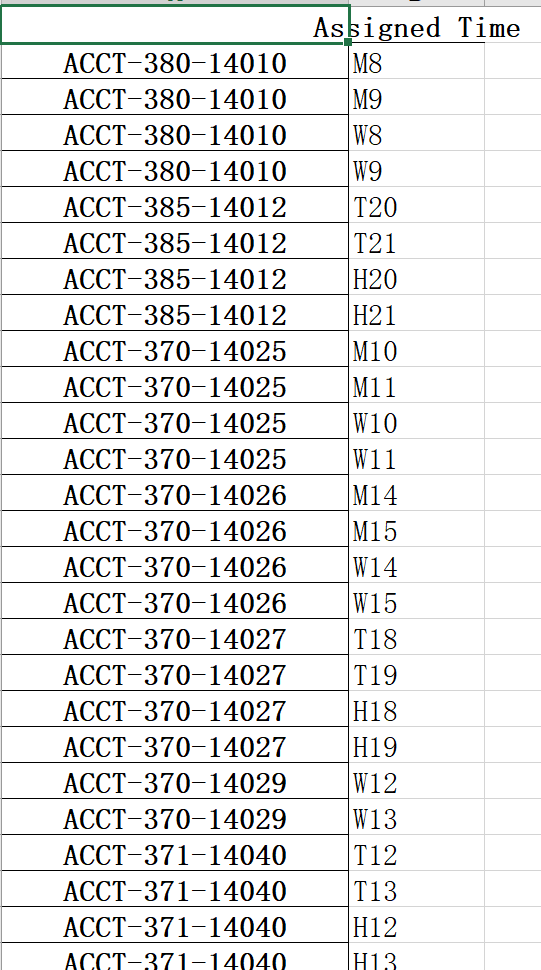 Assigned Time
ACCT-380-14010 M8
ACCT-380-14010 M9
ACCT-380-14010 W8
ACCT-380-14010 W9
ACCT-385-14012 T20
ACCT-385-14012 T21
ACCT-385-14012 H20
ACCT-385-14012 H21
ACCT-370-14025 M10
ACCT-370-14025 M11
ACCT-370-14025 W10
ACCT-370-14025 W11
ACCT-370-14026 M14
ACCT-370-14026 M15
ACCT-370-14026 W14
ACCT-370-14026 W15
ACCT-370-14027 T18
ACCT-370-14027 T19
ACCT-370-14027 H18
ACCT-370-14027 H19
ACCT-370-14029 W12
ACCT-370-14029 W13
ACCT-371-14040 T12
ACCT-371-14040 T13
ACCT-371-14040 H12
ACCT-371-14040 H13